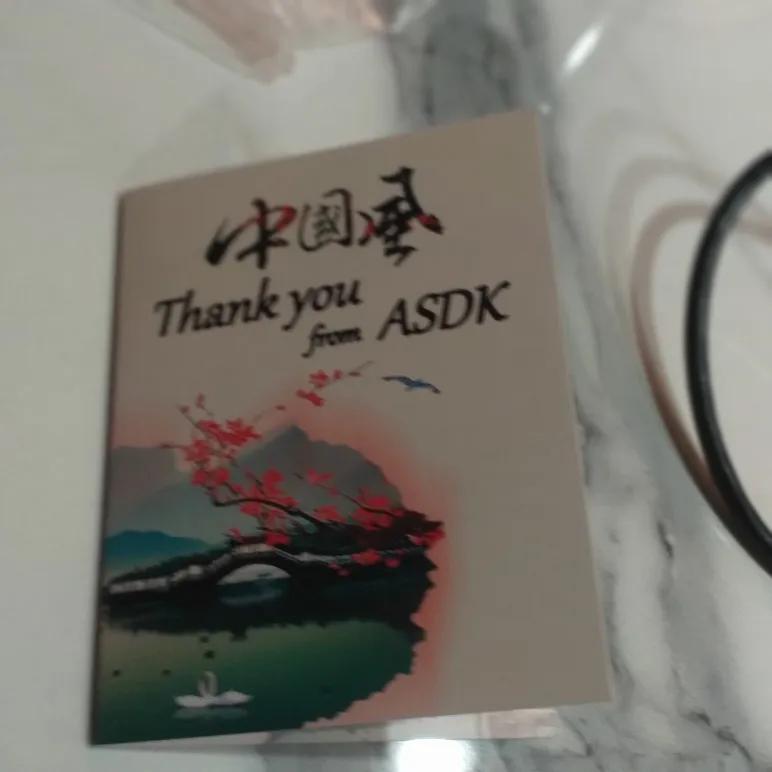 中國風
Thank you
from ASDK